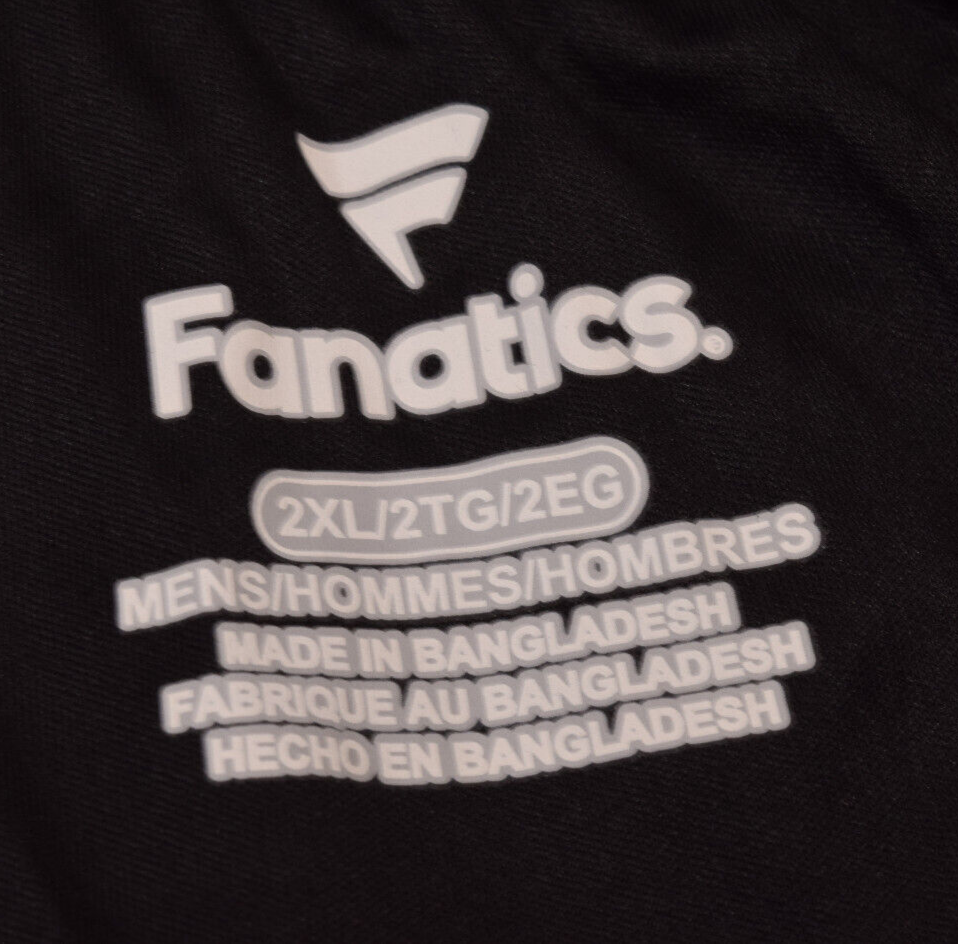 Fanatics.
2XL/2TG/2EG
MENS/HOMMES/HOMBRES
MADE IN BANGLADESH
FABRIQUE AU BANGLADESH
HECHO EN BANGLADESH